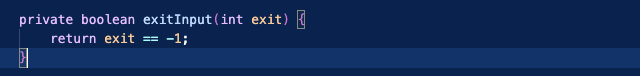 private boolean exitInput(int exit) {
    return exit == -1;
}